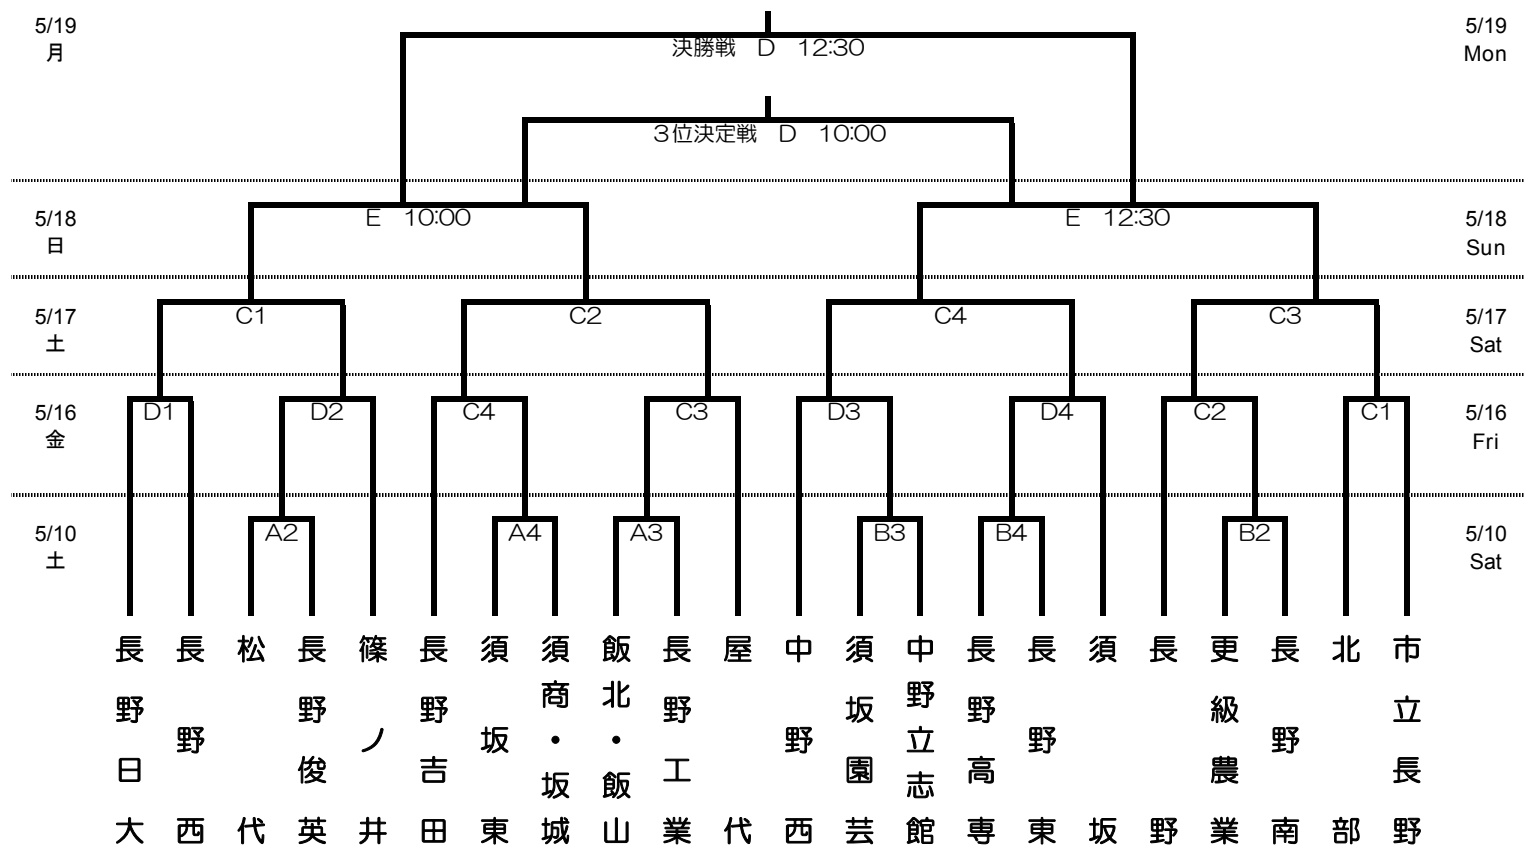 5/19
月
決勝戦 D 12:30
5/19
Mon
3位決定戦 D 10:00
5/18
日
E 10:00
E 12:30
5/18
Sun
5/17
土
C1
C2
C4
C3
5/17
Sat
5/16
金
D1
D2
C4
C3
D3
D4
C2
C1
5/16
Fri
5/10
土
A2
A4
A3
B3
B4
B2
5/10
Sat
長野日大
長野西
松代
長野俊英
篠ノ井
長野吉田
須坂東
須商・坂城
飯北・飯山
長野工業
屋代
中野西
須坂園芸
中野立志館
長野高専
長野東
須坂
長野
更級農業
長野南
北部
市立長野